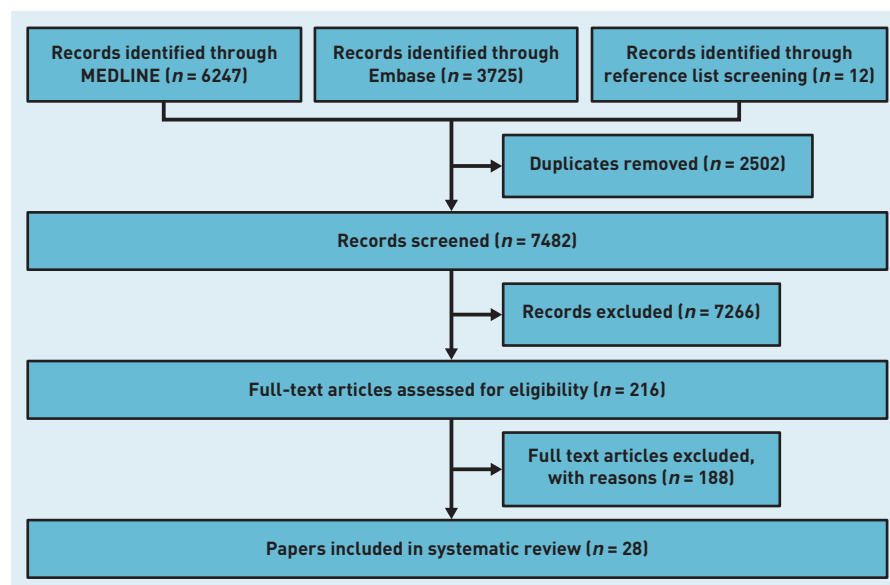 Records identified through
MEDLINE (n = 6247)
Records identified through
Embase (n = 3725)
Records identified through
reference list screening (n = 12)
Duplicates removed (n = 2502)
Records screened (n = 7482)
Records excluded (n = 7266)
Full-text articles assessed for eligibility (n = 216)
Full text articles excluded,
with reasons (n = 188)
Papers included in systematic review (n = 28)